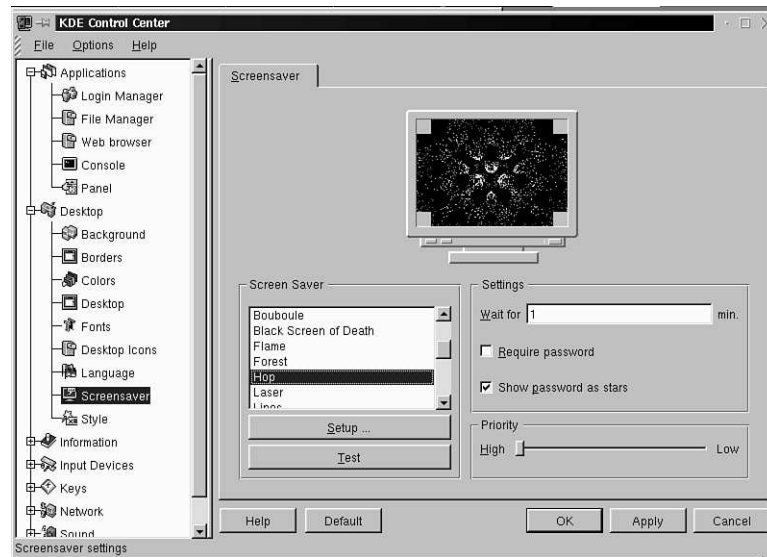 KDE Control Center
File Options Help
Applications
Login Manager
File Manager
Web browser
Console
Panel
Desktop
Background
Borders
Colors
Desktop
Fonts
Desktop Icons
Language
Screensaver
Style
Information
Input Devices
Keys
Network
Sound
Screensaver
Screen Saver
Bouboule
Black Screen of Death
Flame
Forest
Hop
Laser
Lines
Setup ...
Test
Settings
Wait for 1 min.
Require password
Show password as stars
Priority
High Low
Help Default OK Apply Cancel
Screensaver settings